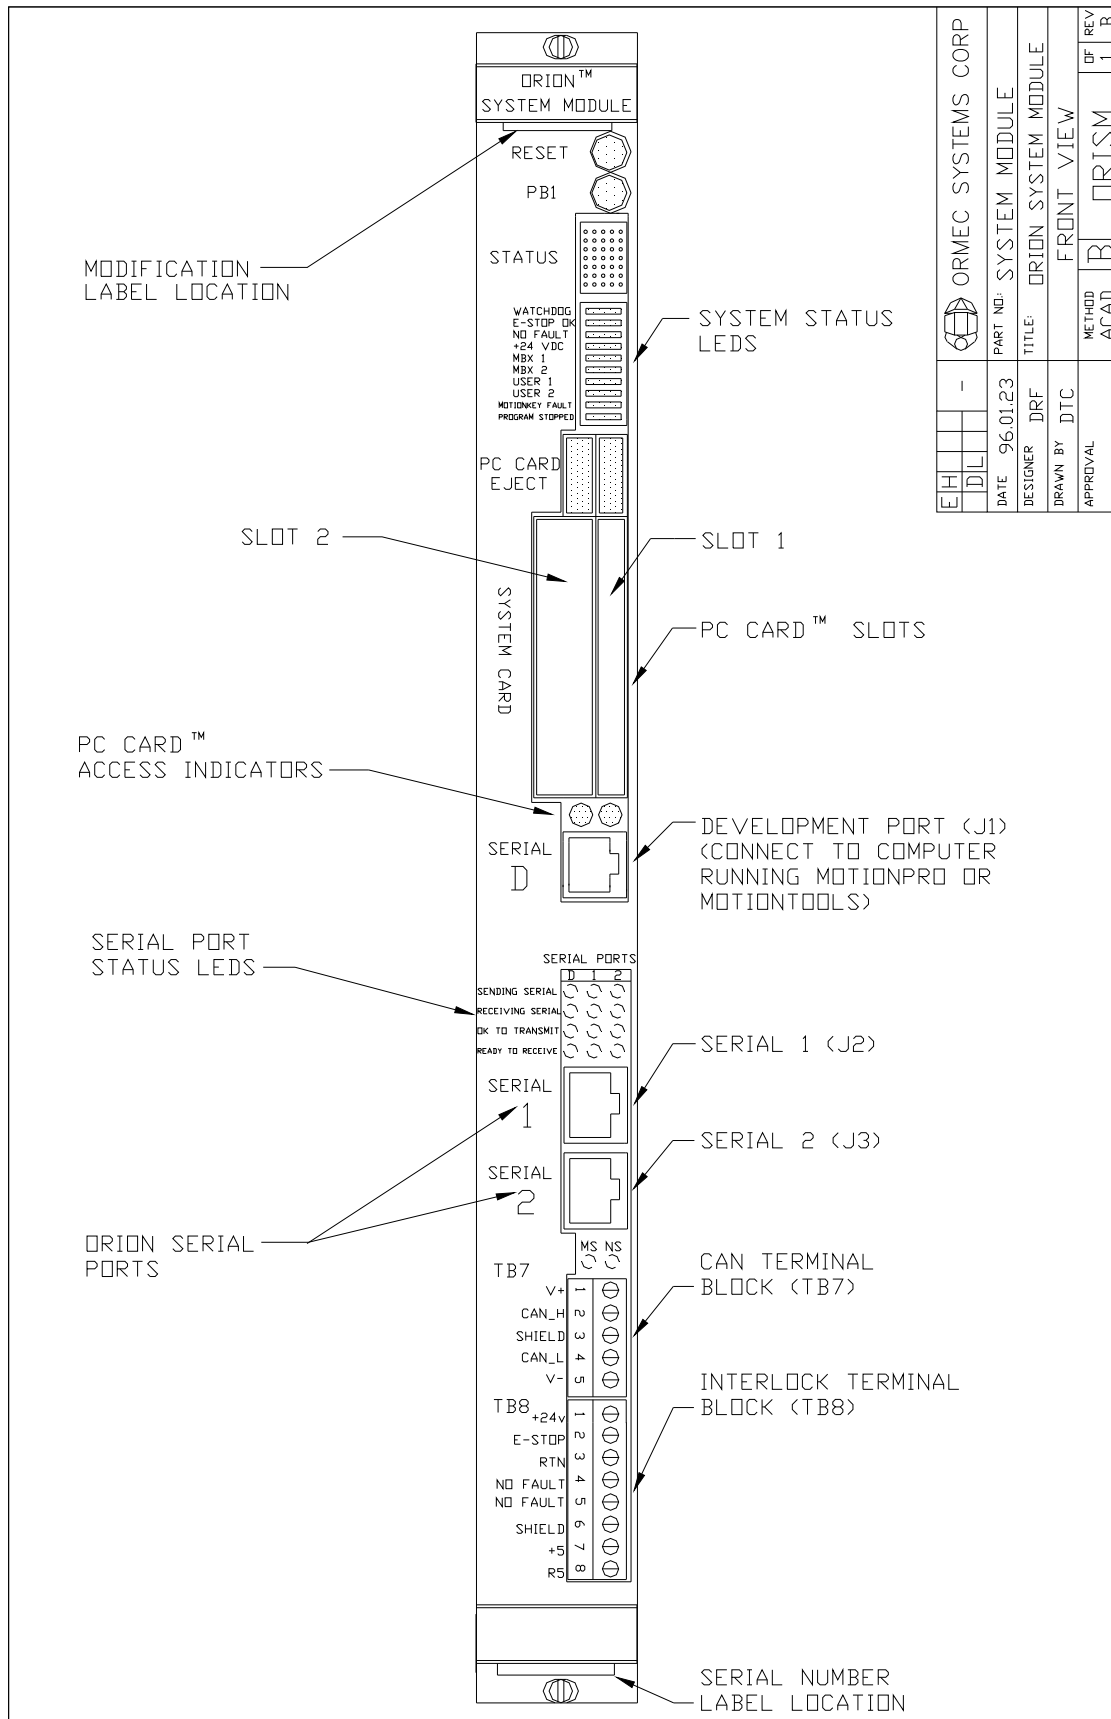 ORION™
SYSTEM MODULE
RESET
PB1
STATUS
MODIFICATION
LABEL LOCATION
WATCHDOG
E-STOP OK
NO FAULT
+24 VDC
MBX 1
MBX 2
USER 1
USER 2
MOTIONKEY FAULT
PROGRAM STOPPED
SYSTEM STATUS
LEDS
PC CARD
EJECT
SLOT 2
SLOT 1
SYSTEM CARD
PC CARD™ SLOTS
PC CARD™
ACCESS INDICATORS
SERIAL
D
DEVELOPMENT PORT (J1)
(CONNECT TO COMPUTER
RUNNING MOTIONPRO OR
MOTIONTOOLS)
SERIAL PORT
STATUS LEDS
SERIAL PORTS
D 1 2
SENDING SERIAL
RECEIVING SERIAL
OK TO TRANSMIT
READY TO RECEIVE
SERIAL 1 (J2)
SERIAL
1
SERIAL 2 (J3)
SERIAL
2
ORION SERIAL
PORTS
MS NS
TB7
V+ 1
CAN_H 2
SHIELD 3
CAN_L 4
V- 5
CAN TERMINAL
BLOCK (TB7)
TB8
+24v 1
E-STOP 2
RTN 3
NO FAULT 4
NO FAULT 5
SHIELD 6
+5 7
R5 8
INTERLOCK TERMINAL
BLOCK (TB8)
SERIAL NUMBER
LABEL LOCATION
E H -
D L
ORMEC SYSTEMS CORP
DATE 96.01.23
PART NO.: SYSTEM MODULE
DESIGNER DRF
TITLE: ORION SYSTEM MODULE
DRAWN BY DTC
FRONT VIEW
APPROVAL
METHOD
ACAD
B
ORISM
OF
1
REV
B